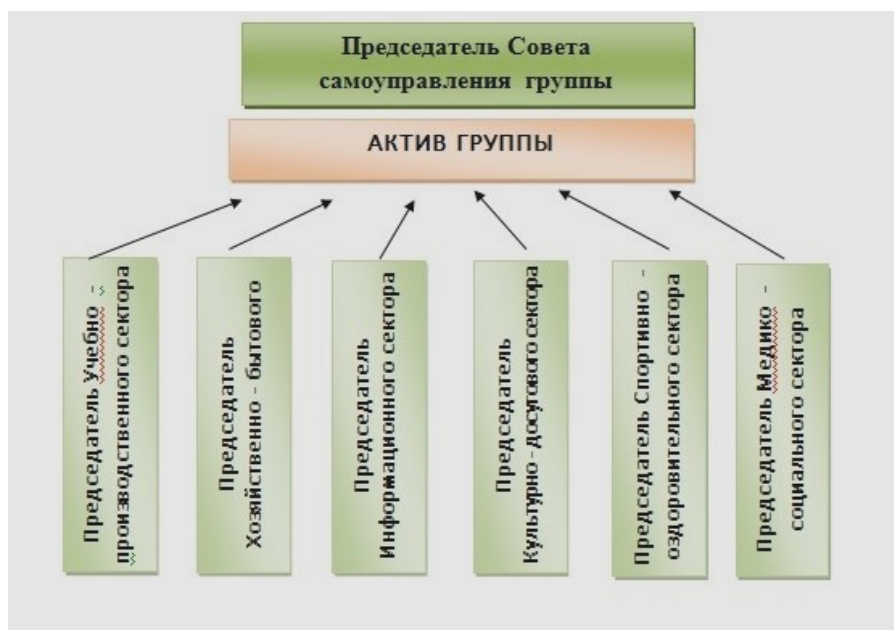 Председатель Совета
самоуправления группы
АКТИВ ГРУППЫ
Председатель Учебно –
производственного сектора
Председатель
Хозяйственно - бытового
Председатель
Информационного сектора
Председатель
Культурно - досугового сектора
Председатель Спортивно -
оздоровительного сектора
Председатель Медико -
социального сектора